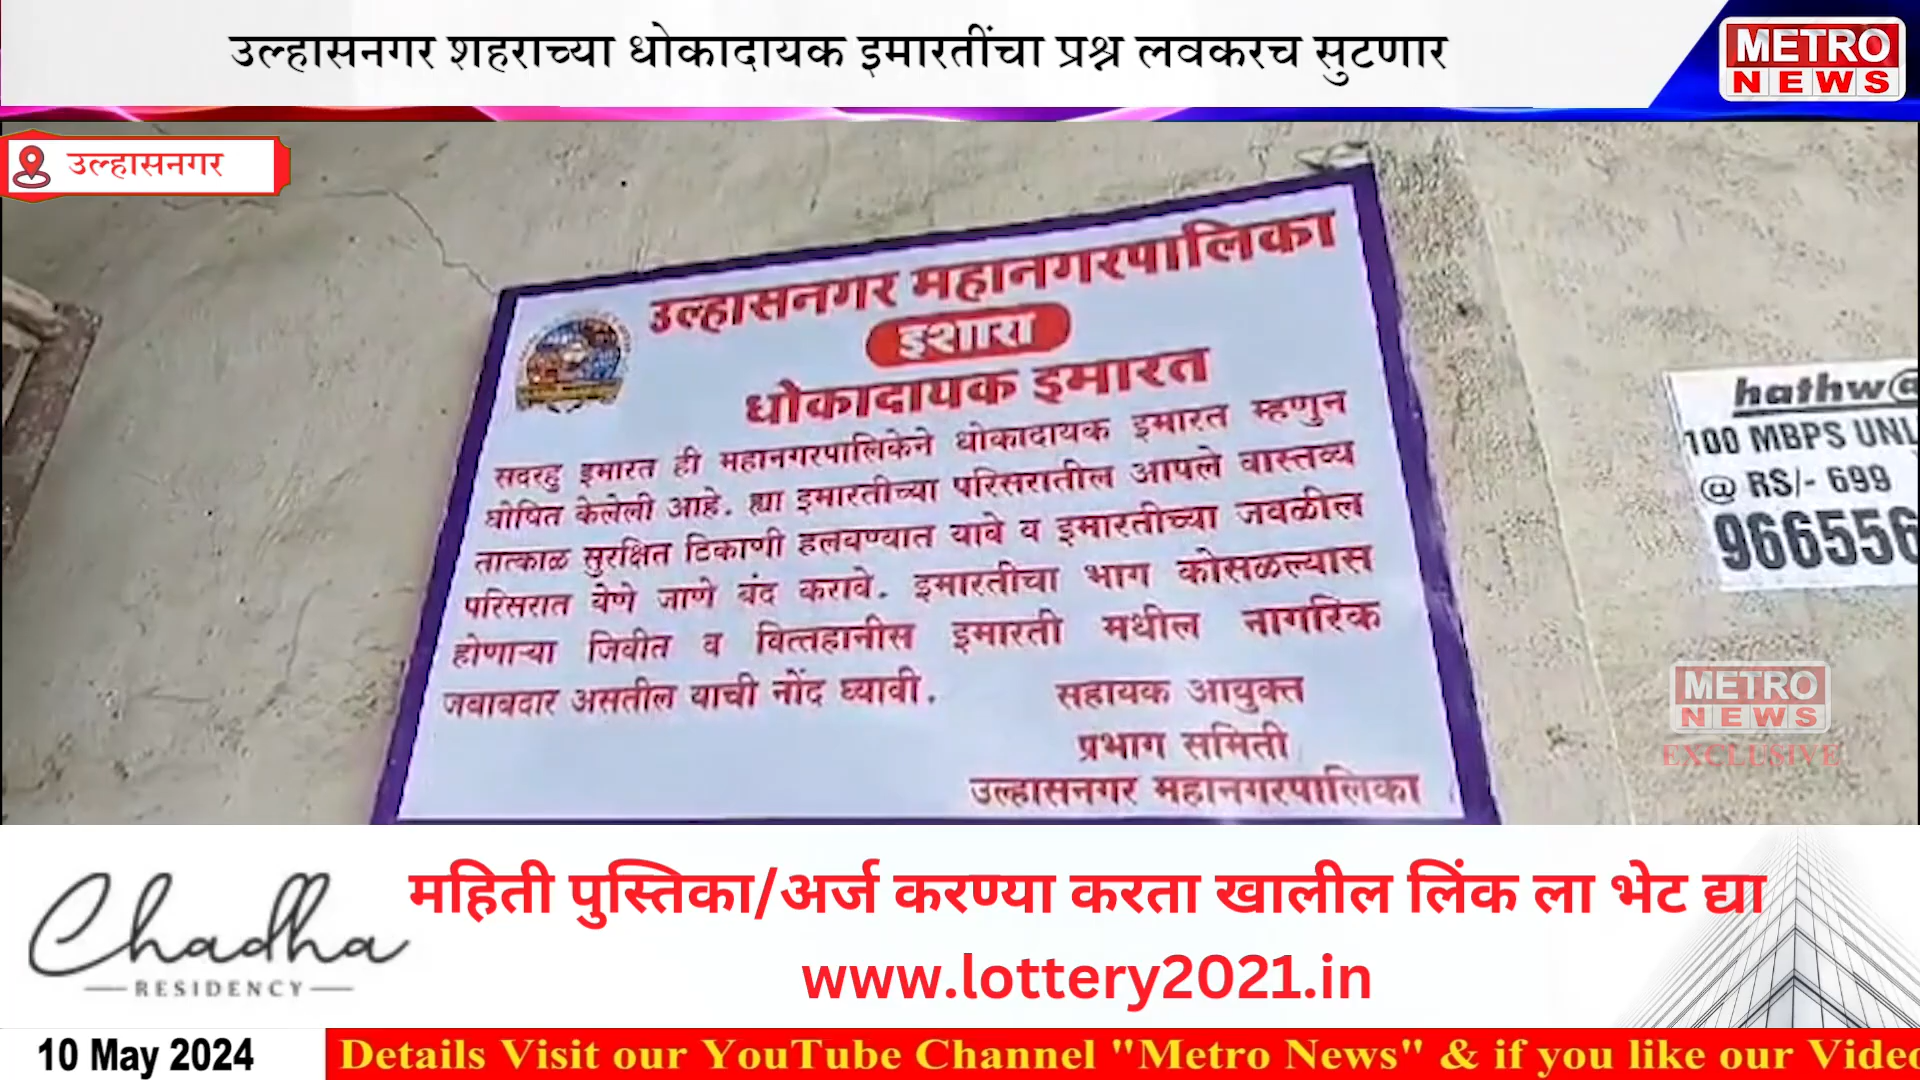 उल्हासनगर शहराच्या धोकादायक इमारतींचा प्रश्न लवकरच सुटणार
METRO
NEWS
उल्हासनगर
उल्हासनगर महानगरपालिका
इशारा
धोकादायक इमारत
सदरहु इमारत ही महानगरपालिकेने धोकादायक इमारत म्हणुन
घोषित केलेली आहे. ह्या इमारतीच्या परिसरातील आपले वास्तव्य
तात्काळ सुरक्षित टिकाणी हलवण्यात यावे व इमारतीच्या जवळील
परिसरात येणे जाणे बंद करावे. इमारतीचा भाग कोसळल्यास
होणाऱ्या जिवीत व वित्तहानीस इमारती मधील नागरिक
जबाबदार असतील याची नोंद घ्यावी.
सहायक आयुक्त
प्रभाग समिती
उल्हासनगर महानगरपालिका
hathw@
100 MBPS UNL
@ RS/- 699
966556
METRO
NEWS
EXCLUSIVE
Chadha
RESIDENCY
महिती पुस्तिका/अर्ज करण्या करता खालील लिंक ला भेट द्या
www.lottery2021.in
10 May 2024
Details Visit our YouTube Channel "Metro News" & if you like our Video